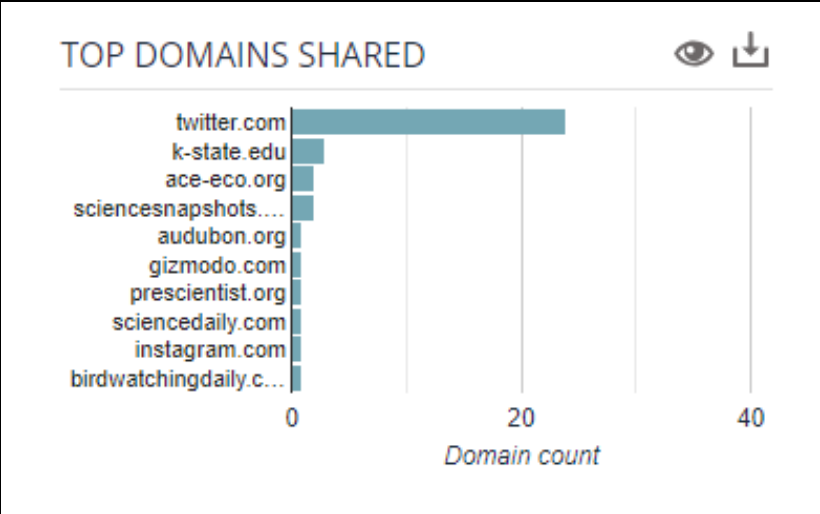 TOP DOMAINS SHARED
twitter.com
k-state.edu
ace-eco.org
sciencesnapshots....
audubon.org
gizmodo.com
prescientist.org
sciencedaily.com
instagram.com
birdwatchingdaily.c...
0 20 40
Domain count